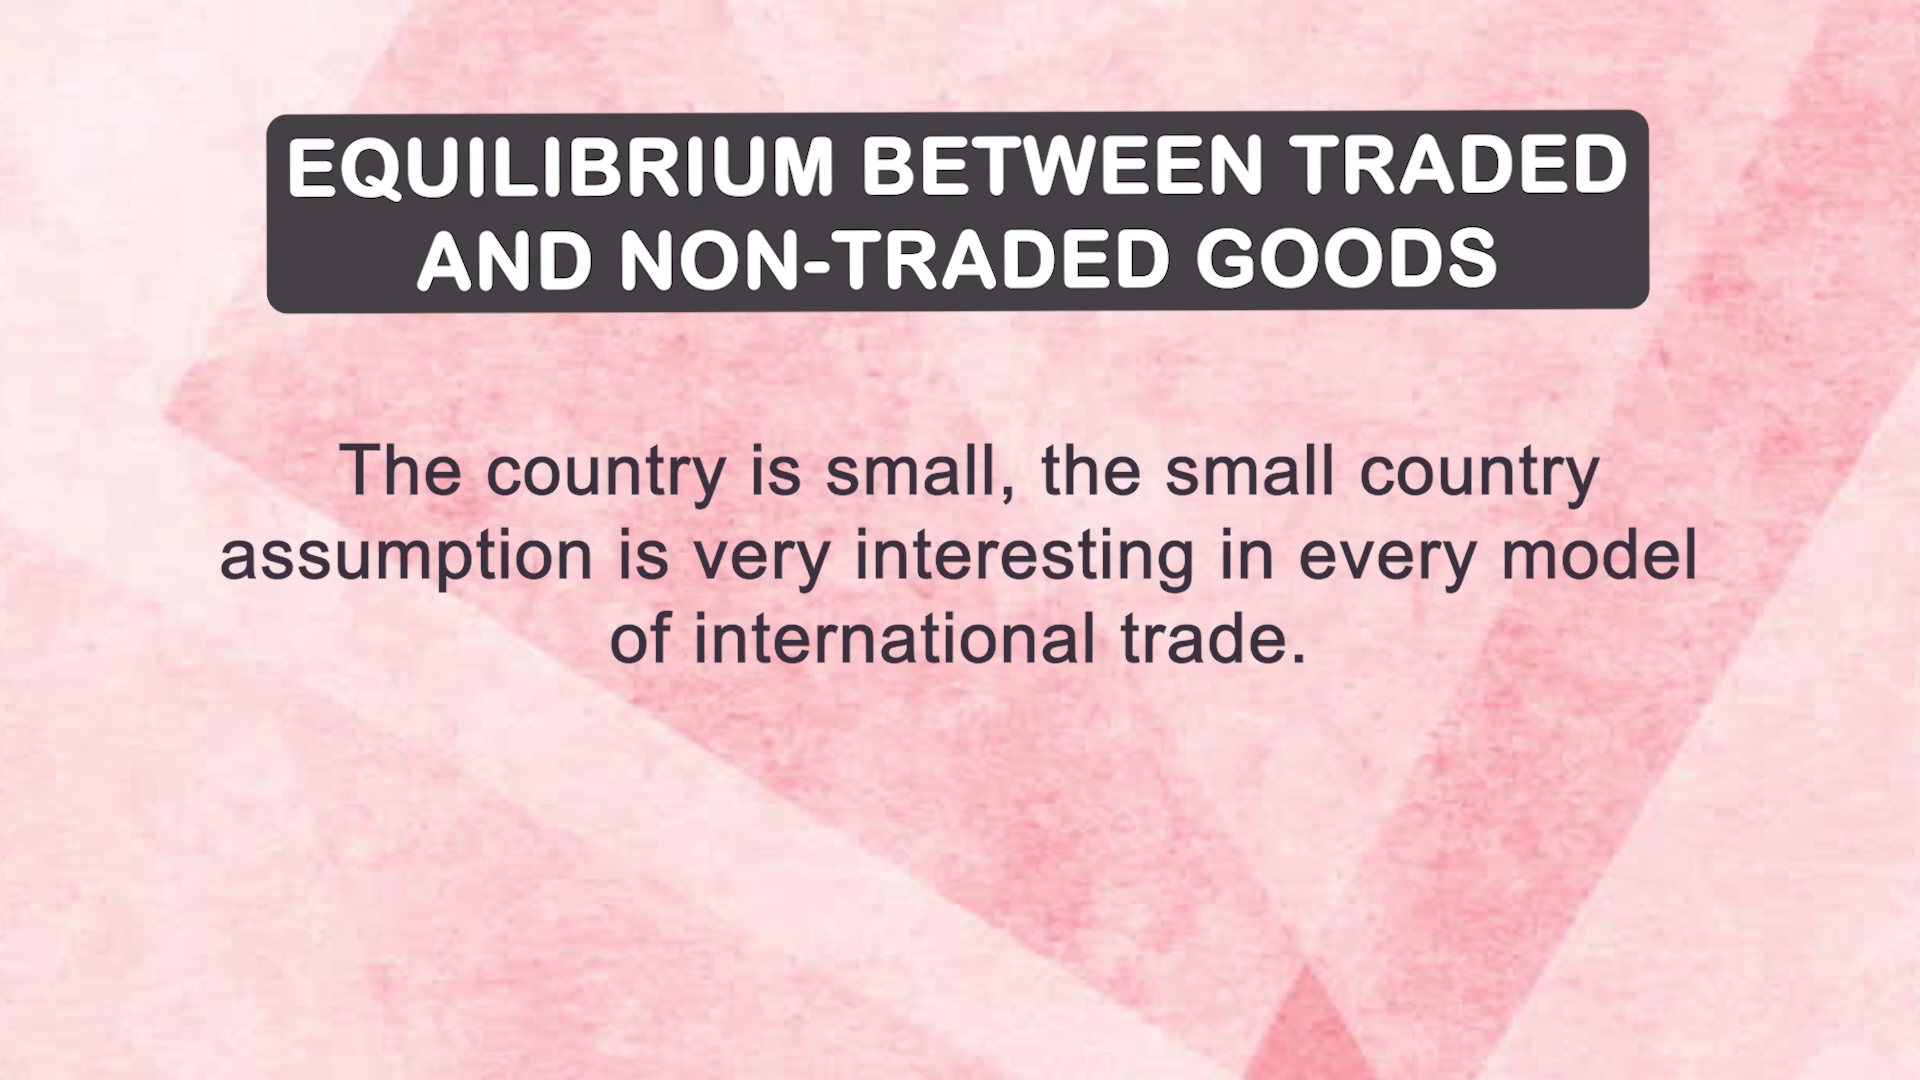 EQUILIBRIUM BETWEEN TRADED
AND NON-TRADED GOODS
The country is small, the small country
assumption is very interesting in every model
of international trade.